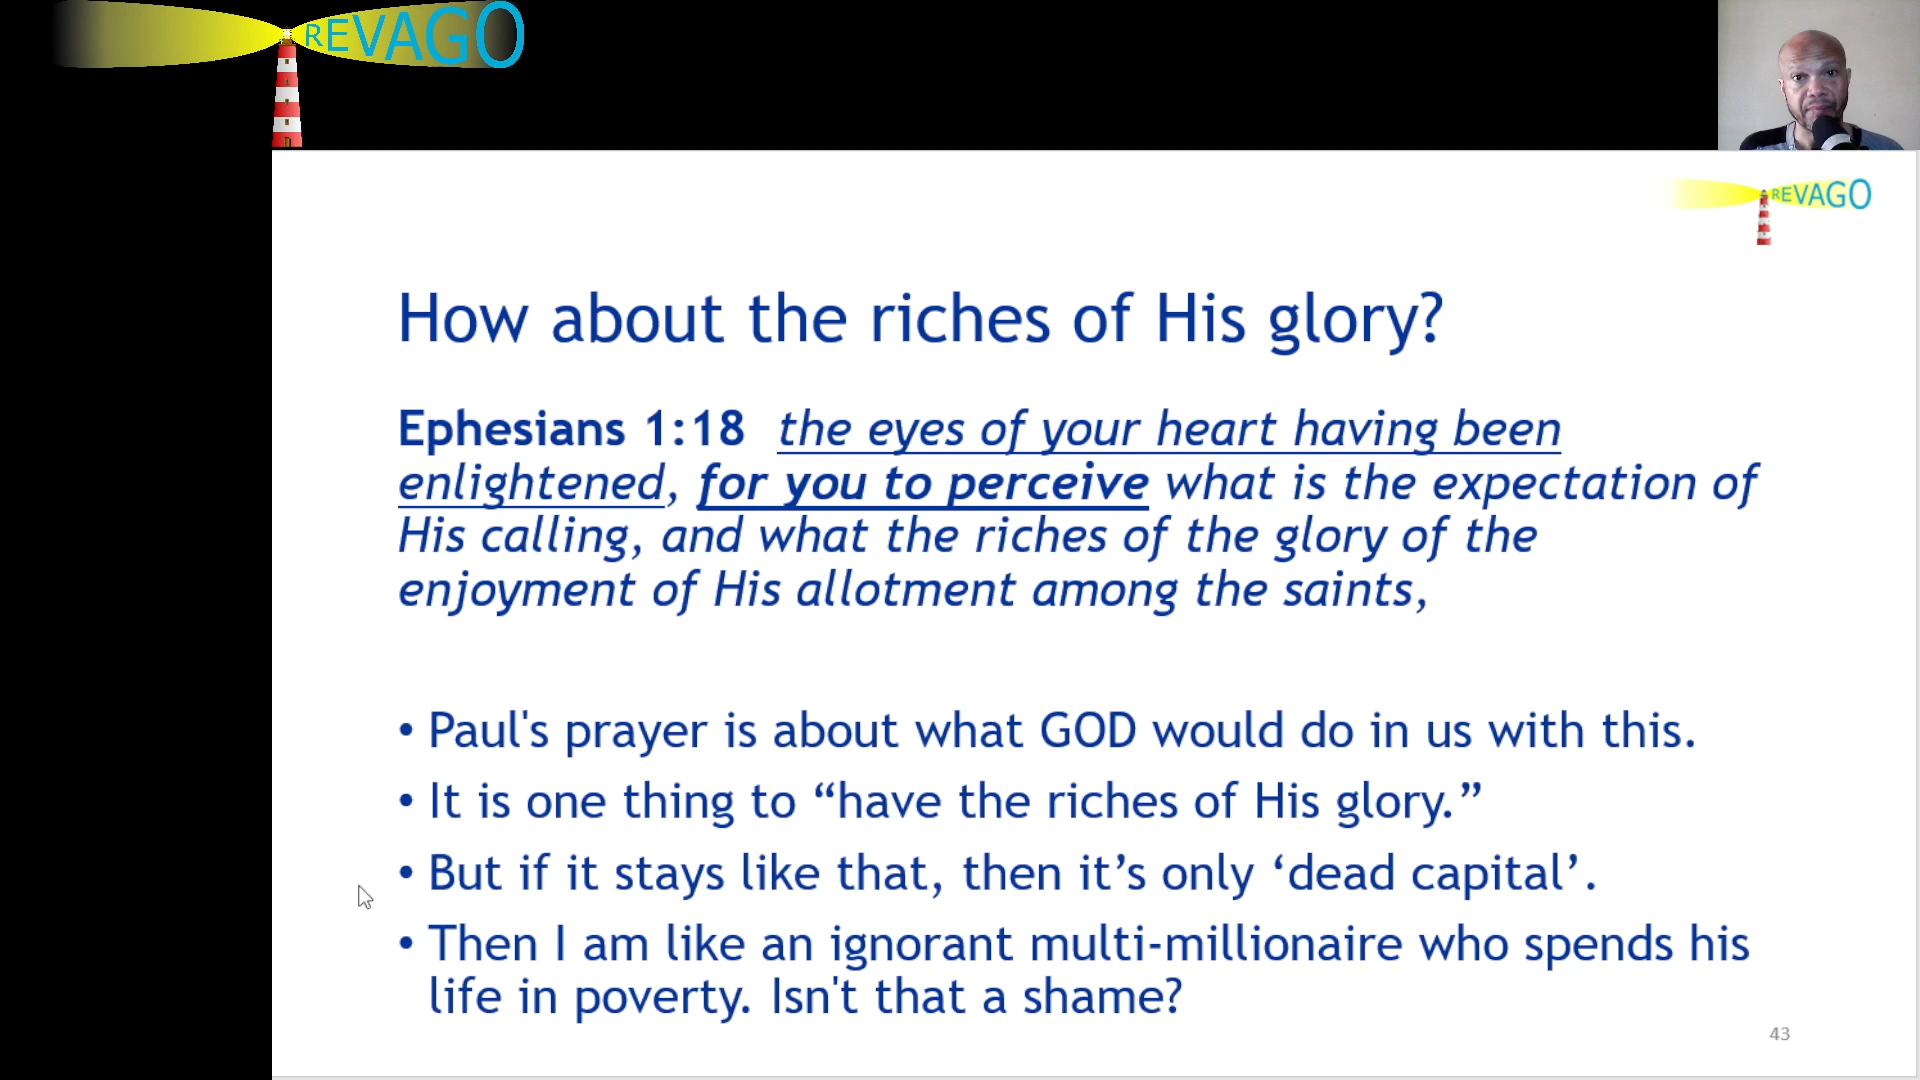 REVAGO
REVAGO
How about the riches of His glory?
Ephesians 1:18 the eyes of your heart having been
enlightened, for you to perceive what is the expectation of
His calling, and what the riches of the glory of the
enjoyment of His allotment among the saints,
• Paul's prayer is about what GOD would do in us with this.
• It is one thing to “have the riches of His glory.”
• But if it stays like that, then it’s only ‘dead capital’.
• Then I am like an ignorant multi-millionaire who spends his
life in poverty. Isn't that a shame?
43